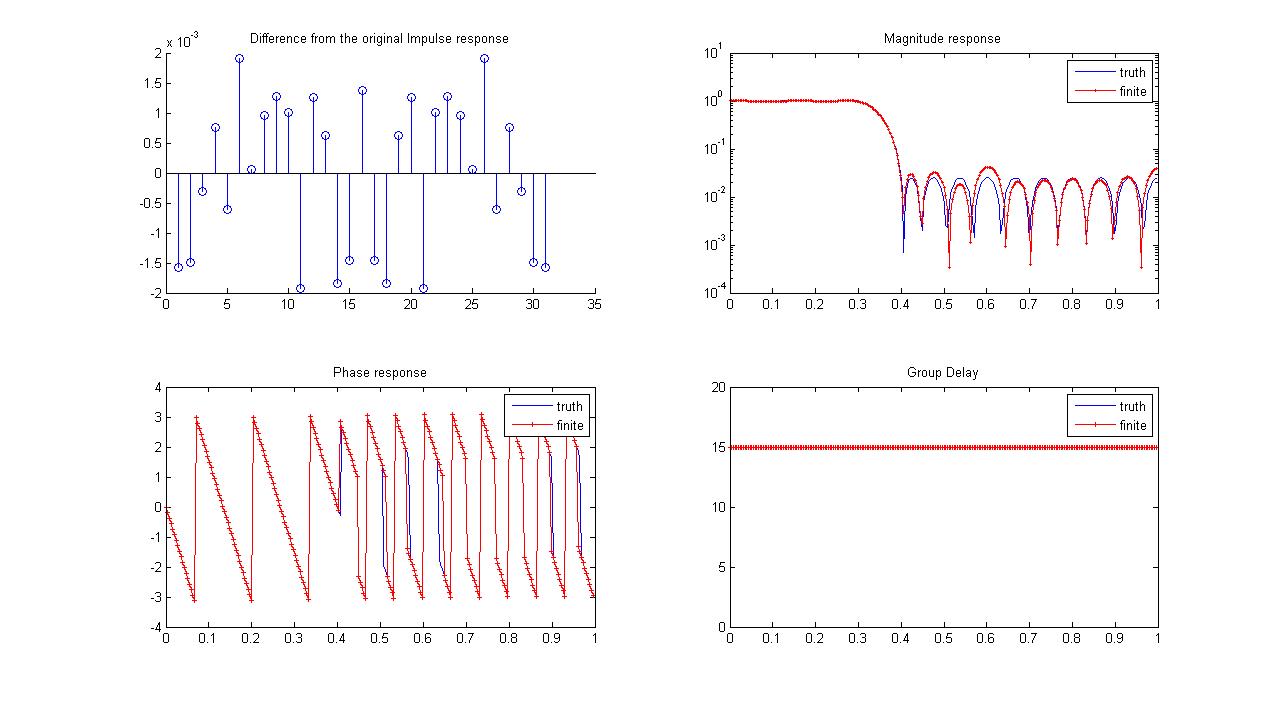 Difference from the original Impulse response
x 10^-3
2
1.5
1
0.5
0
-0.5
-1
-1.5
-2
0 5 10 15 20 25 30 35
Magnitude response
10^1
10^0
10^-1
10^-2
10^-3
10^-4
truth
finite
0 0.1 0.2 0.3 0.4 0.5 0.6 0.7 0.8 0.9 1
Phase response
4
3
2
1
0
-1
-2
-3
-4
truth
finite
0 0.1 0.2 0.3 0.4 0.5 0.6 0.7 0.8 0.9 1
Group Delay
20
15
10
5
0
truth
finite
0 0.1 0.2 0.3 0.4 0.5 0.6 0.7 0.8 0.9 1